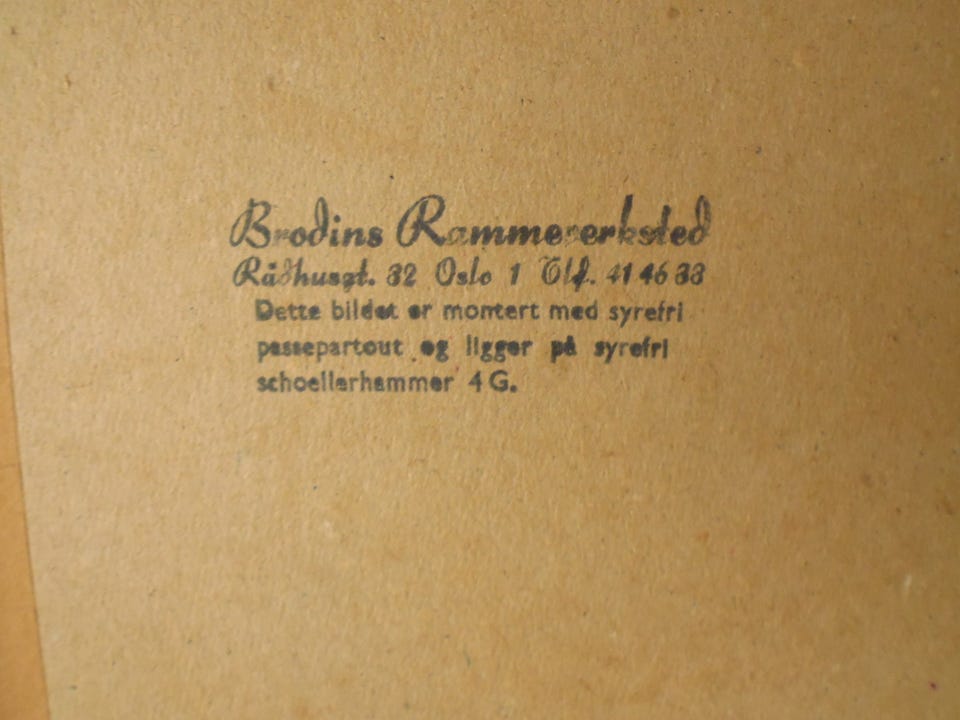 Brodins Rammeverksted
Rådhusgt. 32 Oslo 1 Tlf. 41 46 33
Dette bildet er montert med syrefri
passepartout og ligger på syrefri
schoellerhammer 4 G.